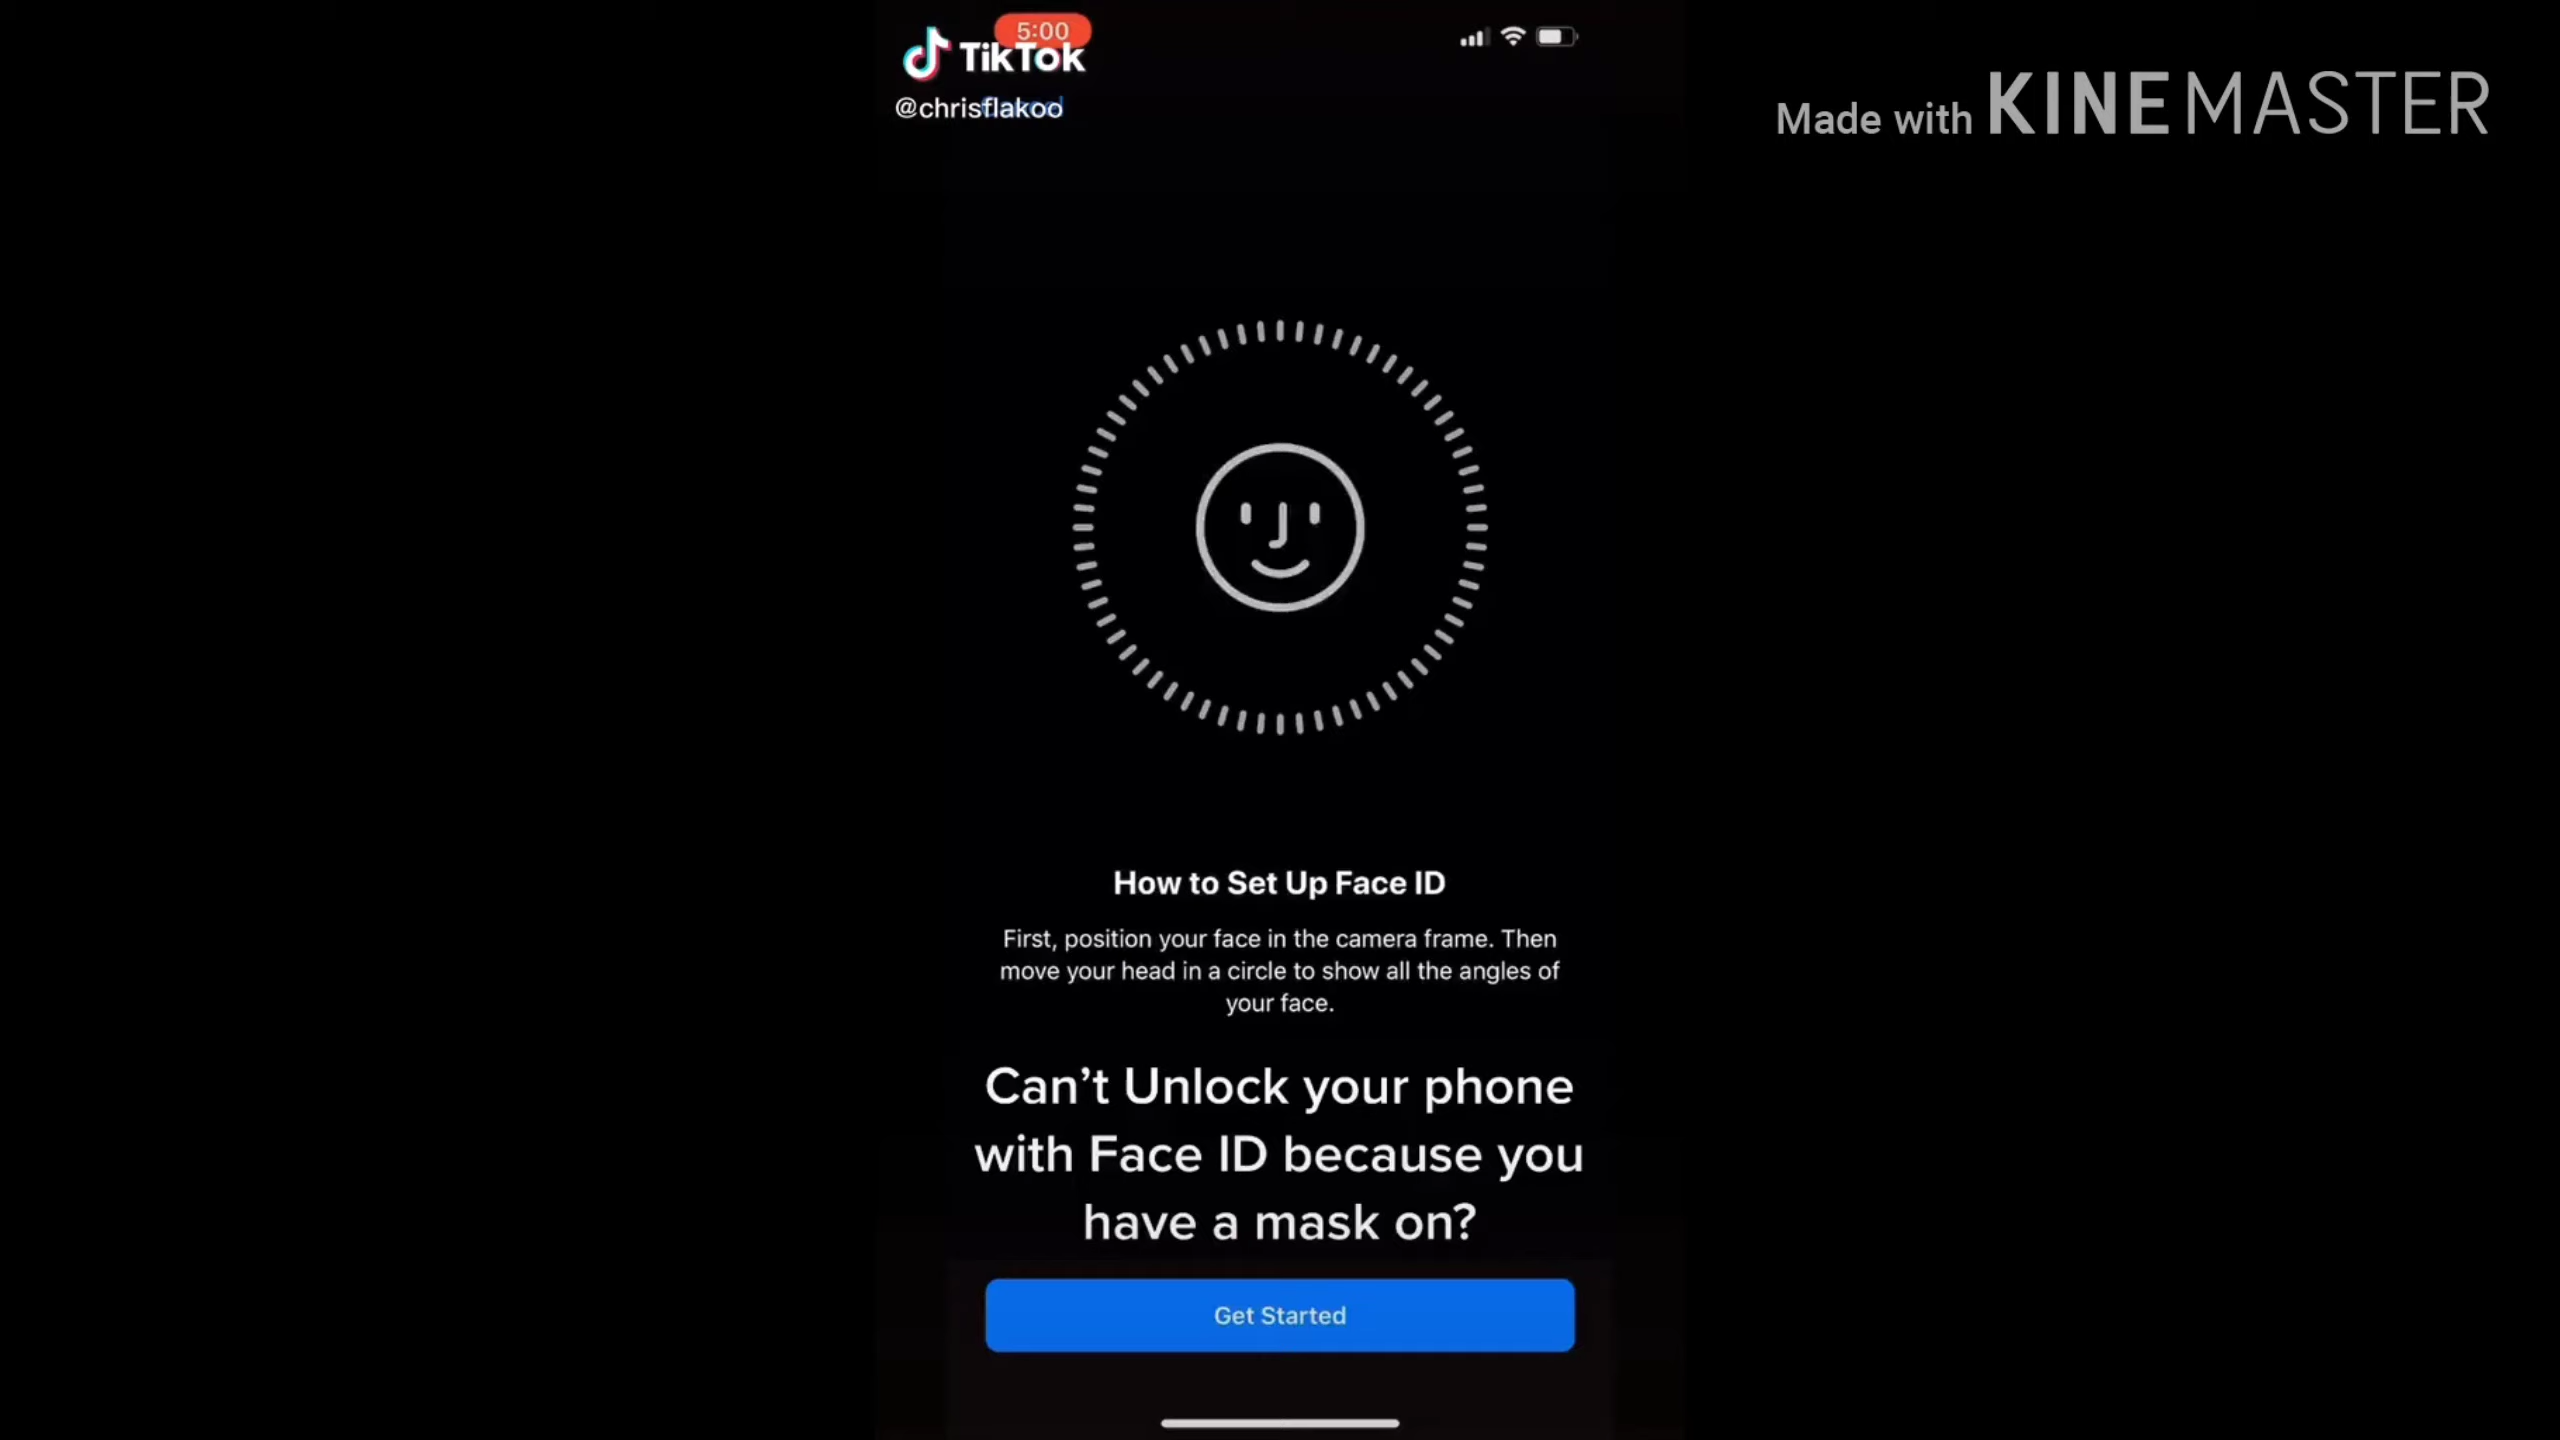 5:00
TikTok
@chrisflakoo
Made with KINEMASTER
How to Set Up Face ID
First, position your face in the camera frame. Then
move your head in a circle to show all the angles of
your face.
Can’t Unlock your phone
with Face ID because you
have a mask on?
Get Started